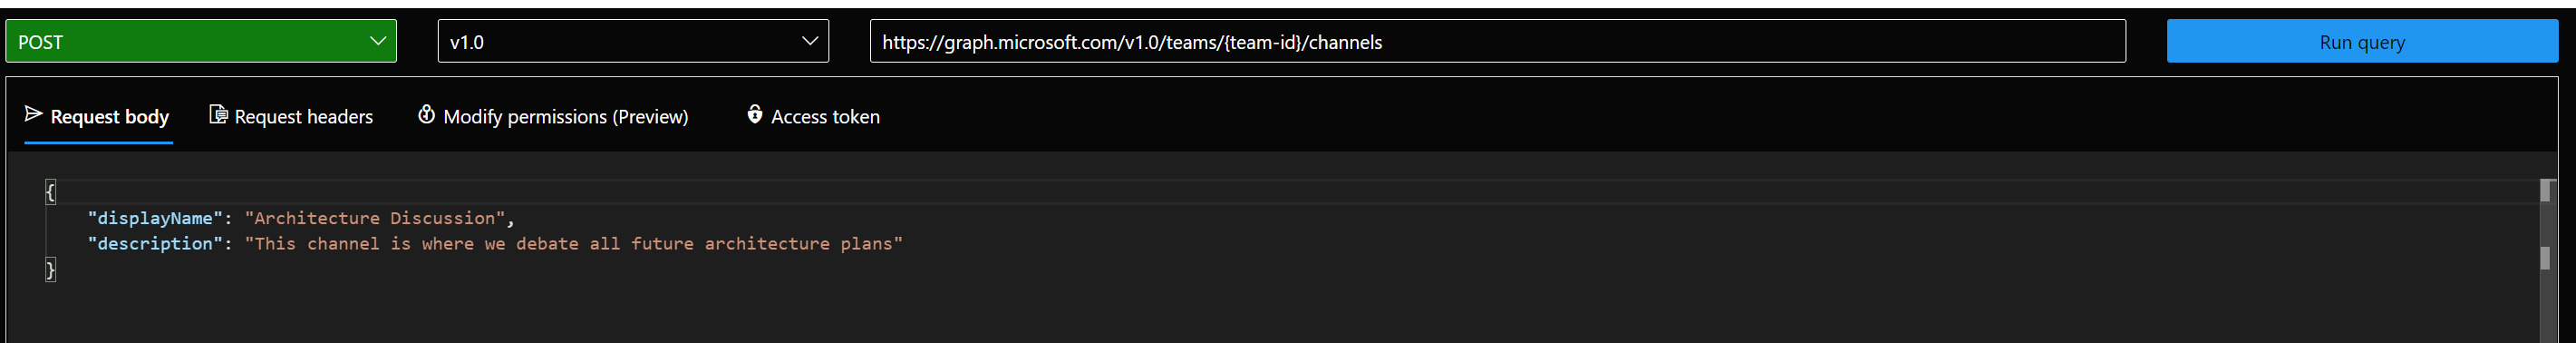 POST
v1.0
https://graph.microsoft.com/v1.0/teams/{team-id}/channels
Run query
Request body
Request headers
Modify permissions (Preview)
Access token
{
"displayName": "Architecture Discussion",
"description": "This channel is where we debate all future architecture plans"
}